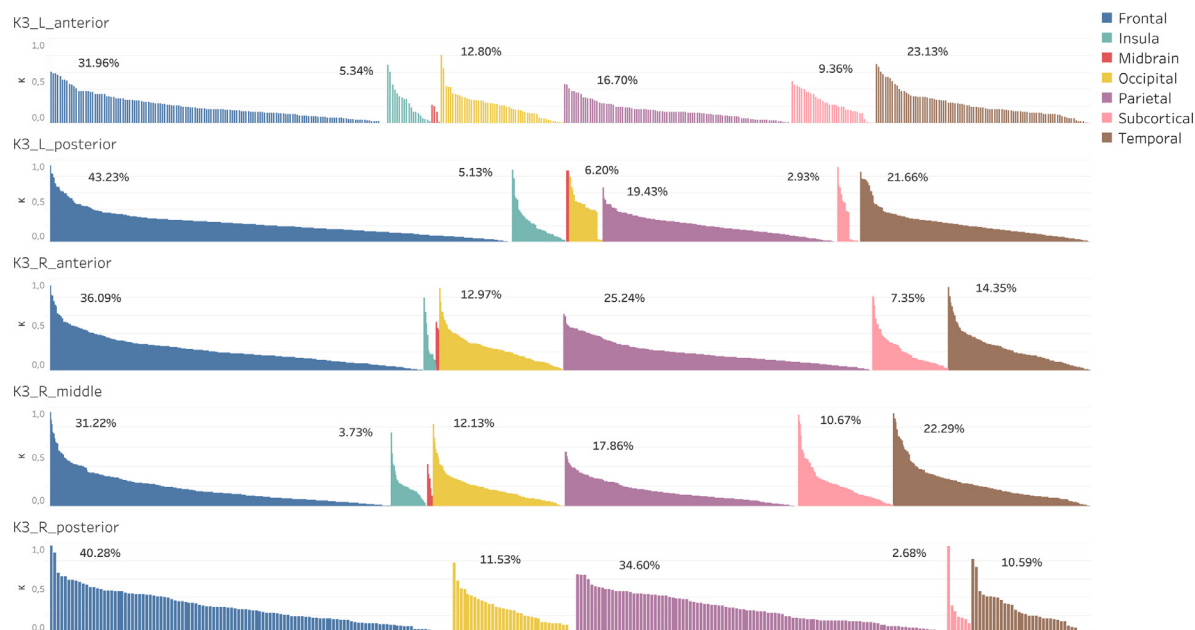 K3_L_anterior
1,0
0,5
0,0
K
31.96%
5.34%
12.80%
16.70%
9.36%
23.13%
Frontal
Insula
Midbrain
Occipital
Parietal
Subcortical
Temporal
K3_L_posterior
1,0
0,5
0,0
K
43.23%
5.13%
6.20%
19.43%
2.93%
21.66%
K3_R_anterior
1,0
0,5
0,0
K
36.09%
12.97%
25.24%
7.35%
14.35%
K3_R_middle
1,0
0,5
0,0
K
31.22%
3.73%
12.13%
17.86%
10.67%
22.29%
K3_R_posterior
1,0
0,5
0,0
K
40.28%
11.53%
34.60%
2.68%
10.59%